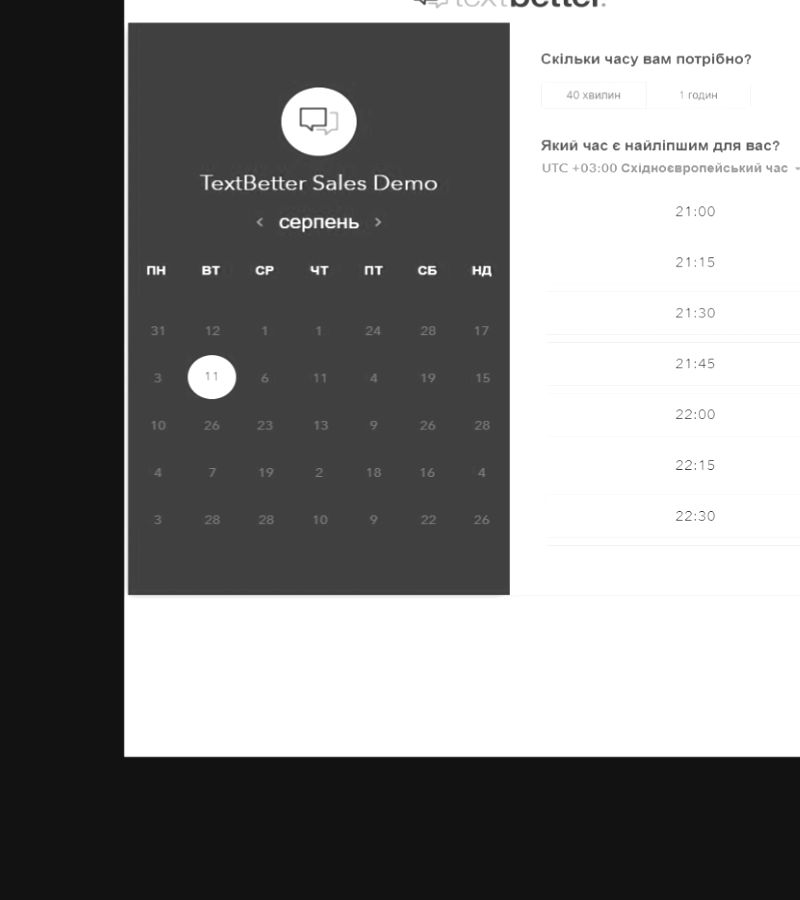 textbetter.
TextBetter Sales Demo
< серпень >
ПН ВТ СР ЧТ ПТ СБ НД
31 12 1 1 24 28 17
3 11 6 11 4 19 15
10 26 23 13 9 26 28
4 7 19 2 18 16 4
3 28 28 10 9 22 26
Скільки часу вам потрібно?
40 хвилин 1 годин
Який час є найліпшим для вас?
UTC +03:00 Східноєвропейський час
21:00
21:15
21:30
21:45
22:00
22:15
22:30